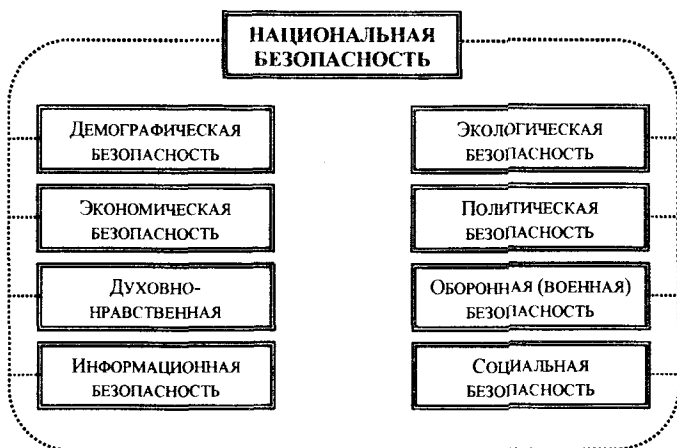 НАЦИОНАЛЬНАЯ
БЕЗОПАСНОСТЬ
ДЕМОГРАФИЧЕСКАЯ
БЕЗОПАСНОСТЬ
ЭКОНОМИЧЕСКАЯ
БЕЗОПАСНОСТЬ
ДУХОВНО-
НРАВСТВЕННАЯ
ИНФОРМАЦИОННАЯ
БЕЗОПАСНОСТЬ
ЭКОЛОГИЧЕСКАЯ
БЕЗОПАСНОСТЬ
ПОЛИТИЧЕСКАЯ
БЕЗОПАСНОСТЬ
ОБОРОННАЯ (ВОЕННАЯ)
БЕЗОПАСНОСТЬ
СОЦИАЛЬНАЯ
БЕЗОПАСНОСТЬ